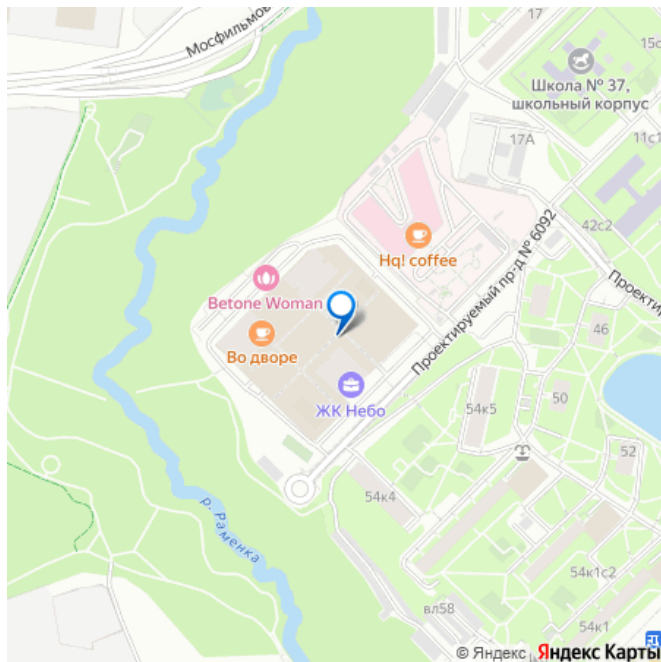 Мосфильмов
15с
Школа № 37,
школьный корпус
17
17А
11с1
Hq! coffee
Проектируемый пр-д № 6092
42с2
Проектир
Betone Woman
Во дворе
46
ЖК Небо
50
54к5
52
54к4
р. Раменка
54к1с2
вл58
54к1
© Яндекс Яндекс Карты